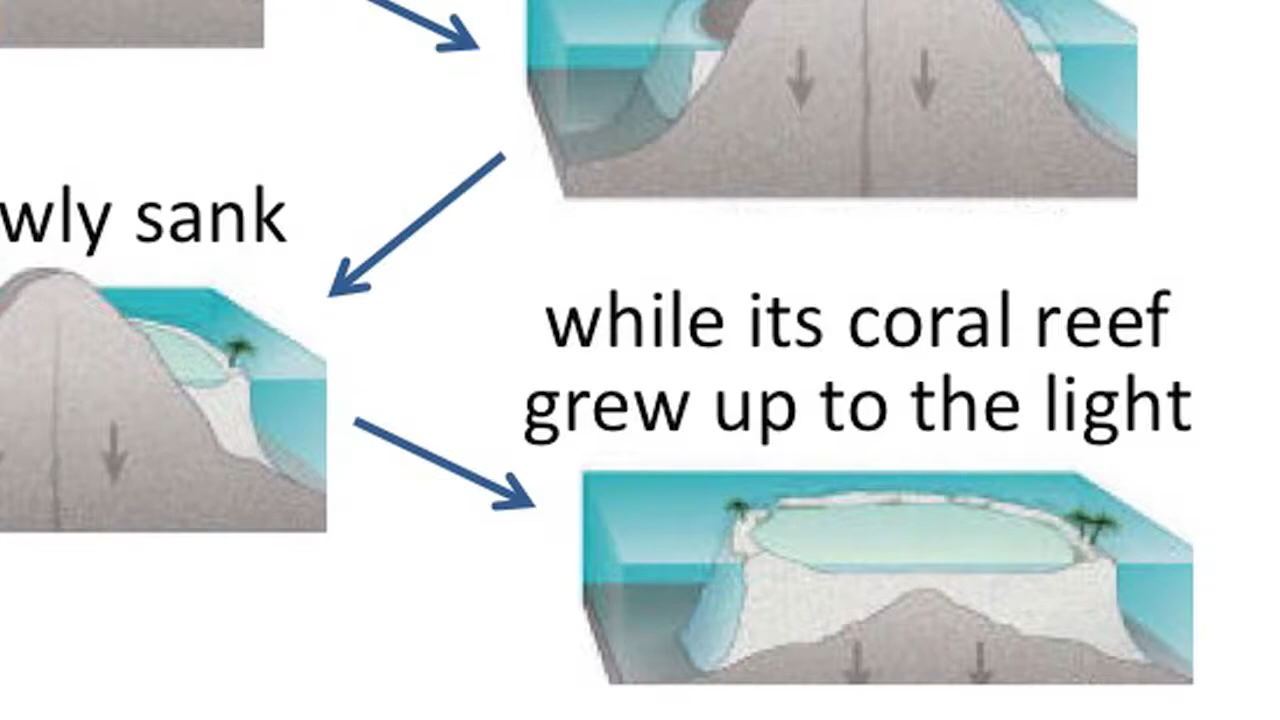 wly sank
while its coral reef
grew up to the light